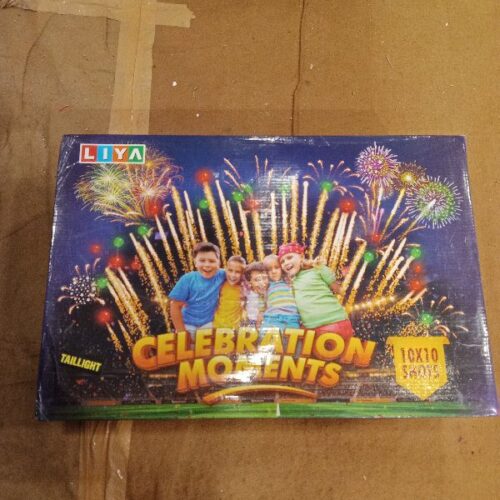 LIYA
CELEBRATION
MOMENTS
TAILLIGHT
10X10
SHOTS